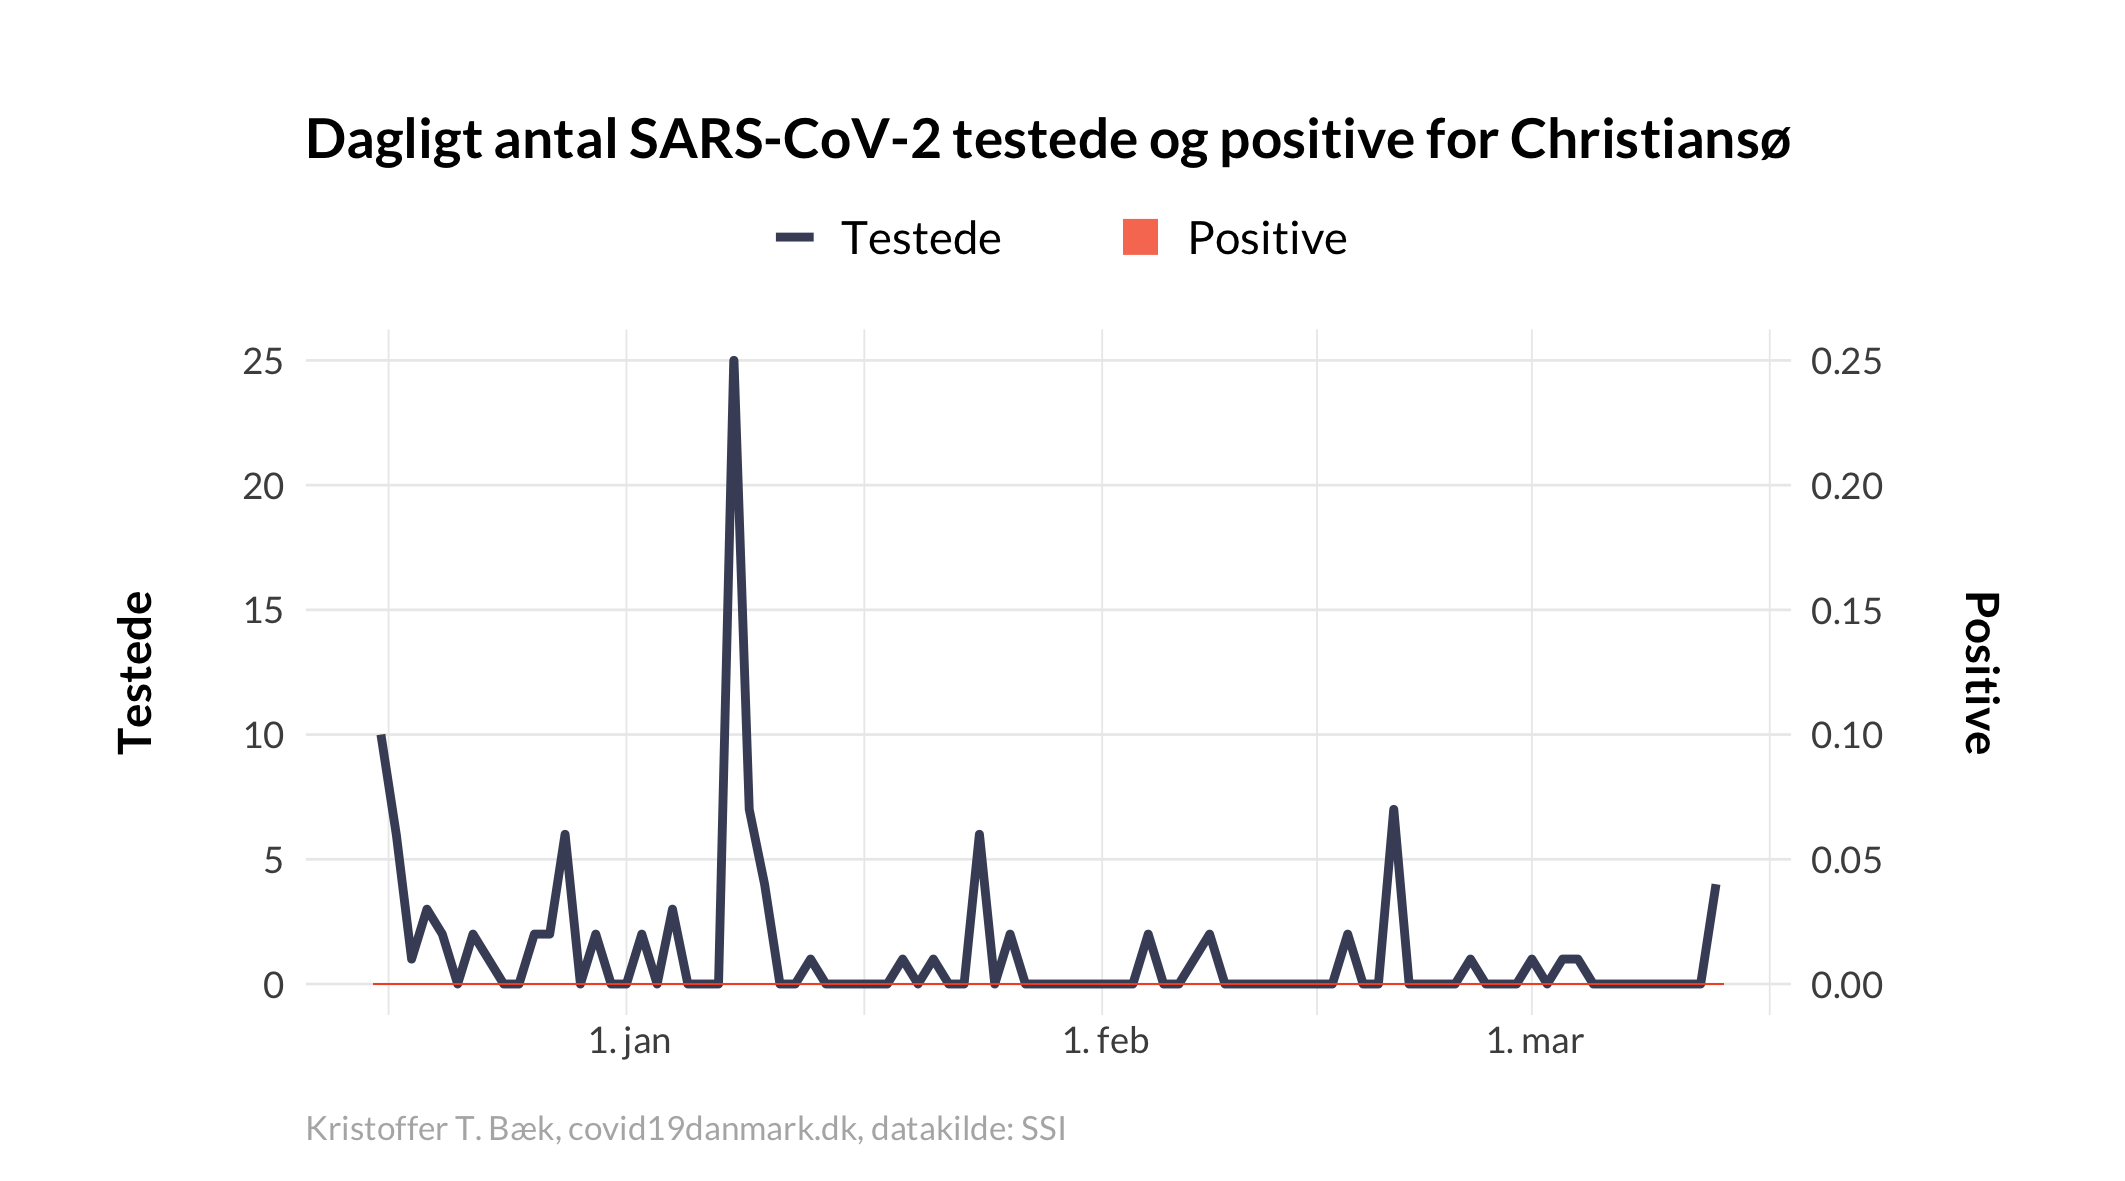 Dagligt antal SARS-CoV-2 testede og positive for Christiansø
Testede
Positive
25
20
15
10
5
0
Testede
0.25
0.20
0.15
0.10
0.05
0.00
Positive
1. jan
1. feb
1. mar
Kristoffer T. Bæk, covid19danmark.dk, datakilde: SSI